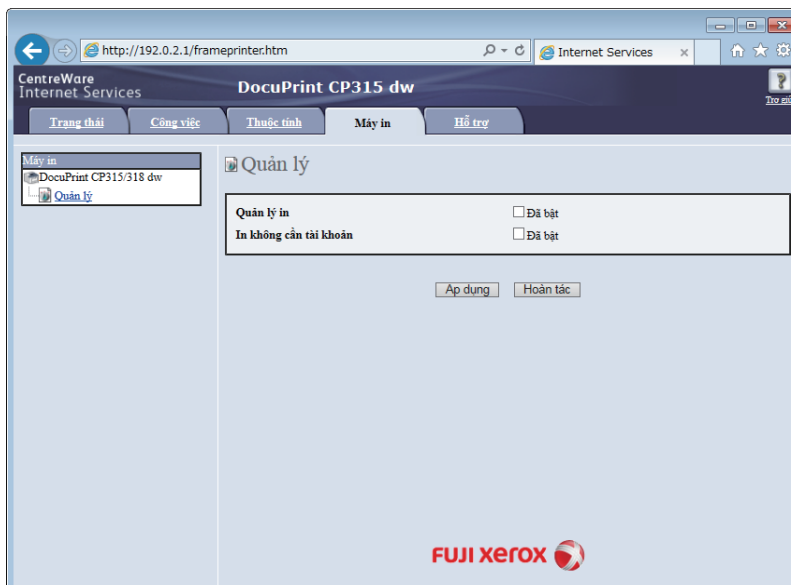 http://192.0.2.1/frameprinter.htm
Internet Services
CentreWare
Internet Services
DocuPrint CP315 dw
Trang thái
Công việc
Thuộc tính
Máy in
Hỗ trợ
Máy in
DocuPrint CP315/318 dw
Quản lý
Quản lý
Quản lý in
Đã bật
In không cần tài khoản
Đã bật
Áp dụng
Hoàn tác
FUJI xerox